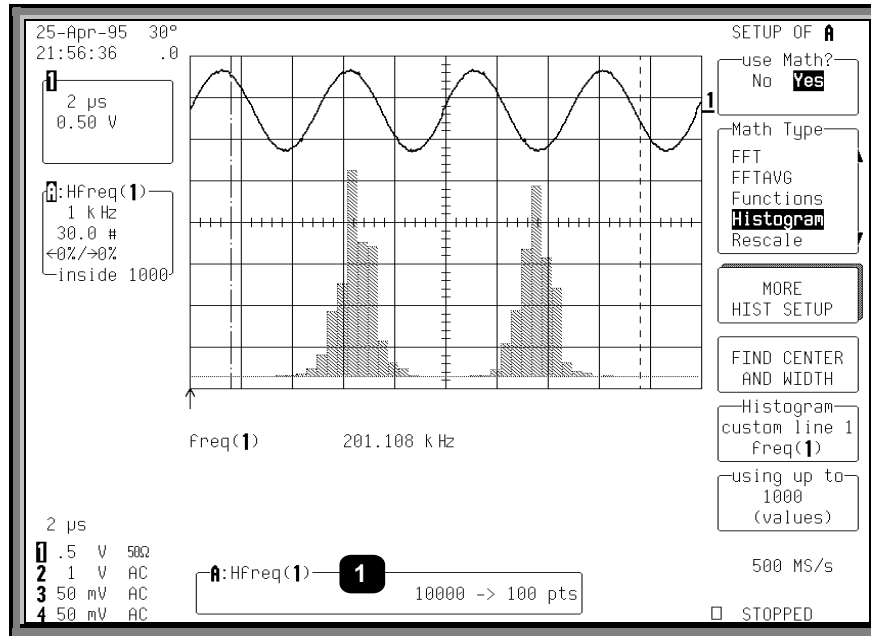 25-Apr-95 30°
21:56:36 .0
1
2 µs
0.50 V
A:Hfreq(1)
1 kHz
30.0 #
←0%/→0%
inside 1000
1
freq(1) 201.108 kHz
2 µs
1 .5 V 50Ω
2 1 V AC
3 50 mV AC
4 50 mV AC
A:Hfreq(1) 1
10000 -> 100 pts
SETUP OF A
use Math?
No Yes
Math Type
FFT
FFTAVG
Functions
Histogram
Rescale
MORE
HIST SETUP
FIND CENTER
AND WIDTH
Histogram
custom line 1
freq(1)
using up to
1000
(values)
500 MS/s
STOPPED